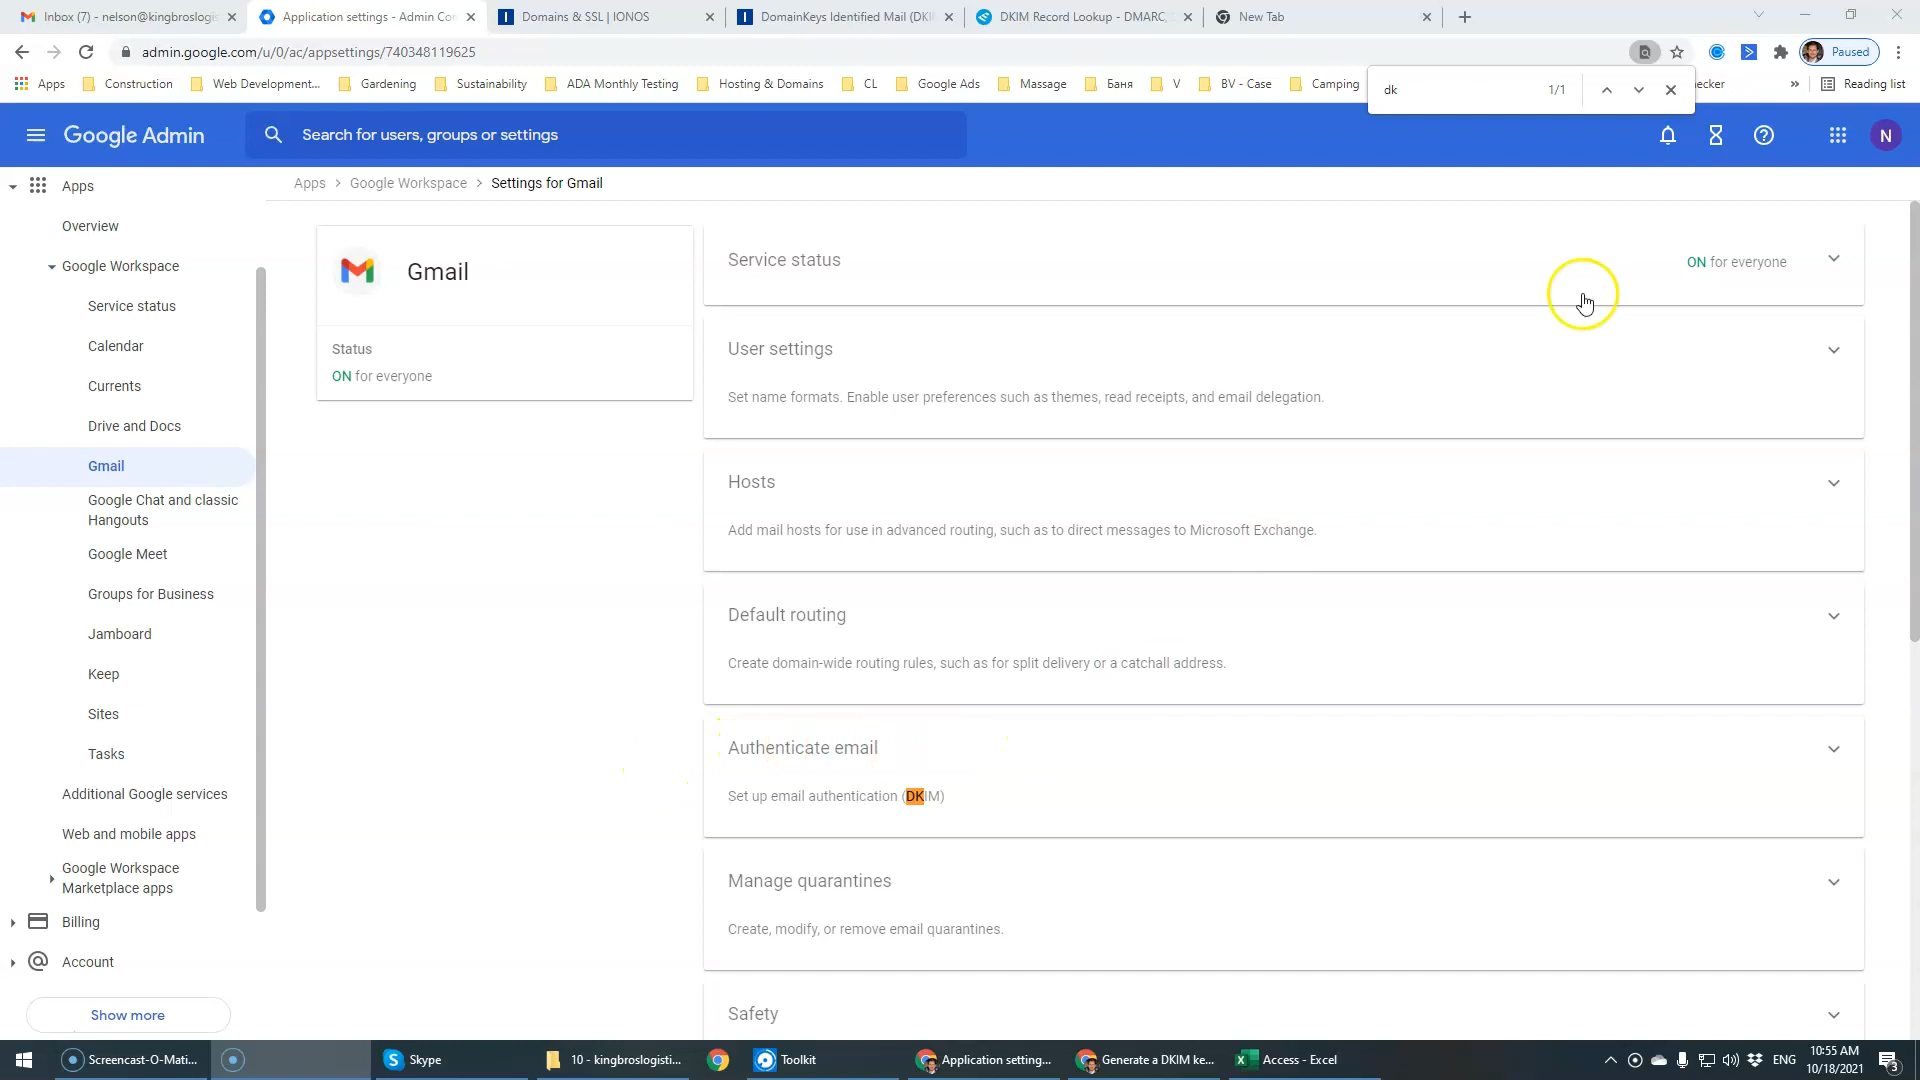 Inbox (7) - nelson@kingbroslogis
Application settings - Admin Con
Domains & SSL | IONOS
DomainKeys Identified Mail (DKI
DKIM Record Lookup - DMARC,
New Tab
admin.google.com/u/0/ac/appsettings/740348119625
Paused
Apps
Construction
Web Development...
Gardening
Sustainability
ADA Monthly Testing
Hosting & Domains
CL
Google Ads
Massage
Баня
V
BV - Case
Camping
ecker
»
Reading list
dk
1/1
Google Admin
Search for users, groups or settings
N
Apps
Overview
Google Workspace
Service status
Calendar
Currents
Drive and Docs
Gmail
Google Chat and classic
Hangouts
Google Meet
Groups for Business
Jamboard
Keep
Sites
Tasks
Additional Google services
Web and mobile apps
Google Workspace
Marketplace apps
Billing
Account
Show more
Apps > Google Workspace > Settings for Gmail
Gmail
Status
ON for everyone
Service status
ON for everyone
User settings
Set name formats. Enable user preferences such as themes, read receipts, and email delegation.
Hosts
Add mail hosts for use in advanced routing, such as to direct messages to Microsoft Exchange.
Default routing
Create domain-wide routing rules, such as for split delivery or a catchall address.
Authenticate email
Set up email authentication (DKIM)
Manage quarantines
Create, modify, or remove email quarantines.
Safety
Screencast-O-Mati...
Skype
10 - kingbroslogisti...
Toolkit
Application setting...
Generate a DKIM ke...
Access - Excel
ENG
10:55 AM
10/18/2021
3